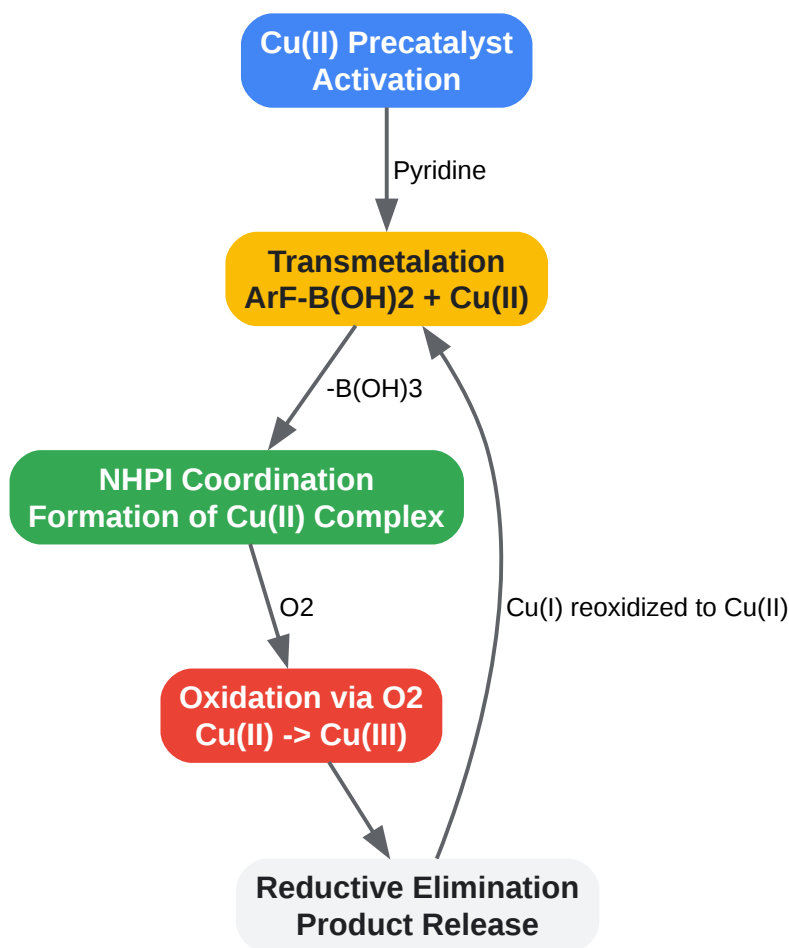 Cu(II) Precatalyst
Activation
Pyridine
Transmetalation
ArF-B(OH)2 + Cu(II)
-B(OH)3
NHPI Coordination
Formation of Cu(II) Complex
O2
Cu(I) reoxidized to Cu(II)
Oxidation via O2
Cu(II) -> Cu(III)
Reductive Elimination
Product Release